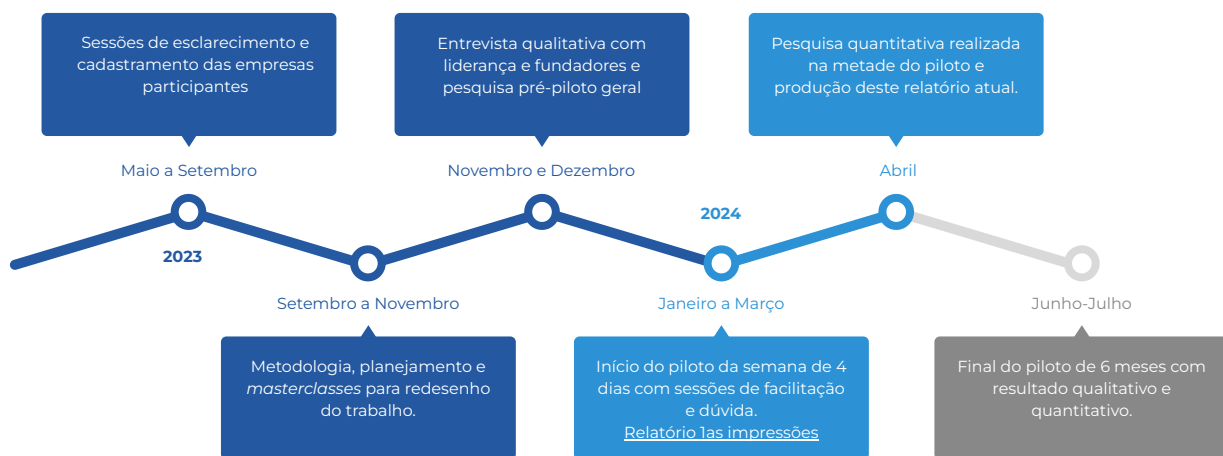 Sessões de esclarecimento e
cadastramento das empresas
participantes
Maio a Setembro
2023
Setembro a Novembro
Metodologia, planejamento e
masterclasses para redesenho
do trabalho.
Entrevista qualitativa com
liderança e fundadores e
pesquisa pré-piloto geral
Novembro e Dezembro
2024
Janeiro a Março
Início do piloto da semana de 4
dias com sessões de facilitação
e dúvida.
Relatório 1as impressões
Pesquisa quantitativa realizada
na metade do piloto e
produção deste relatório atual.
Abril
Junho-Julho
Final do piloto de 6 meses com
resultado qualitativo e
quantitativo.